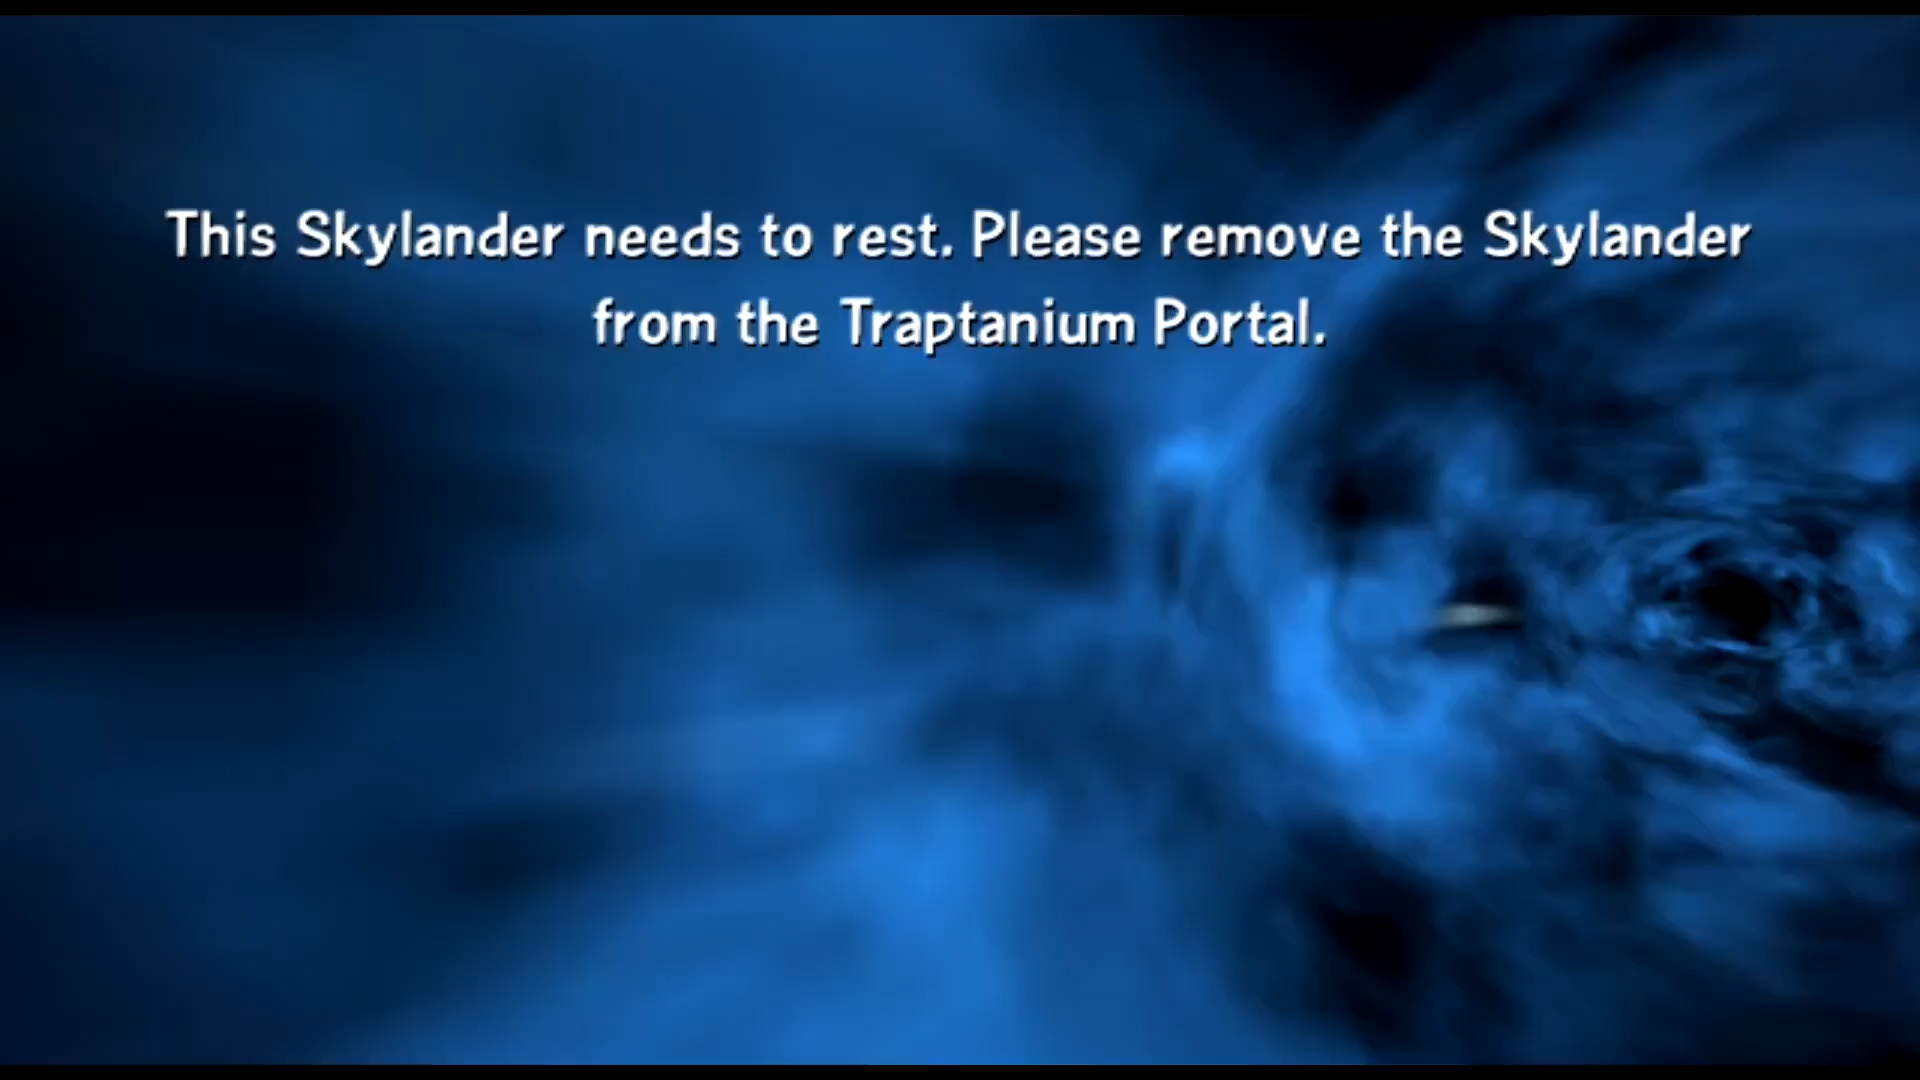 This Skylander needs to rest. Please remove the Skylander
from the Traptanium Portal.